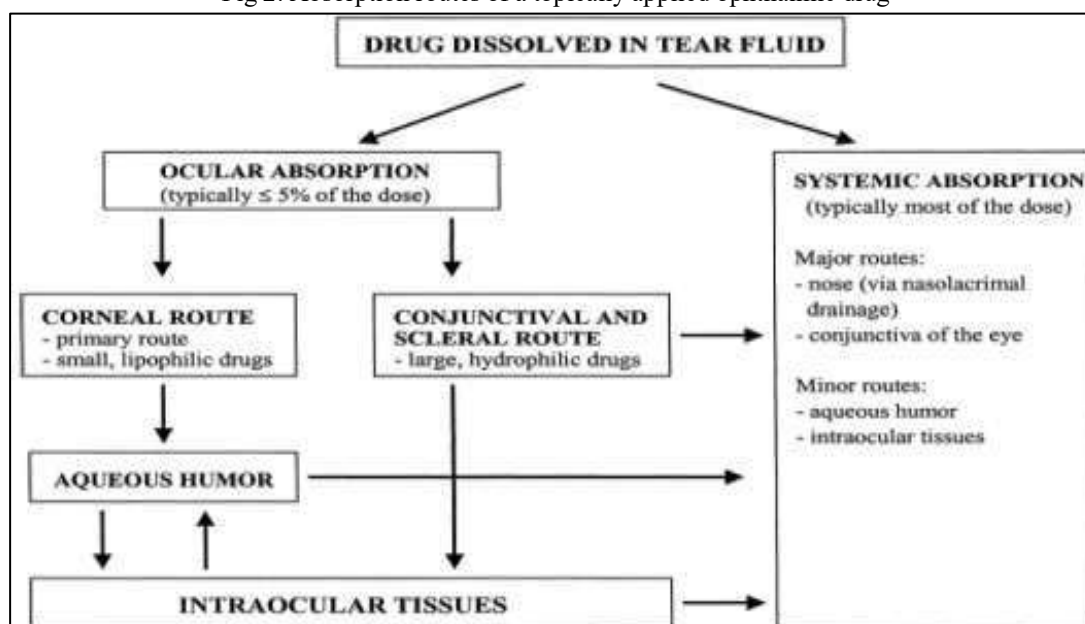 DRUG DISSOLVED IN TEAR FLUID
OCULAR ABSORPTION
(typically ≤ 5% of the dose)
SYSTEMIC ABSORPTION
(typically most of the dose)
Major routes:
- nose (via nasolacrimal
drainage)
- conjunctiva of the eye
Minor routes:
- aqueous humor
- intraocular tissues
CORNEAL ROUTE
- primary route
- small, lipophilic drugs
CONJUNCTIVAL AND
SCLERAL ROUTE
- large, hydrophilic drugs
AQUEOUS HUMOR
INTRAOCULAR TISSUES